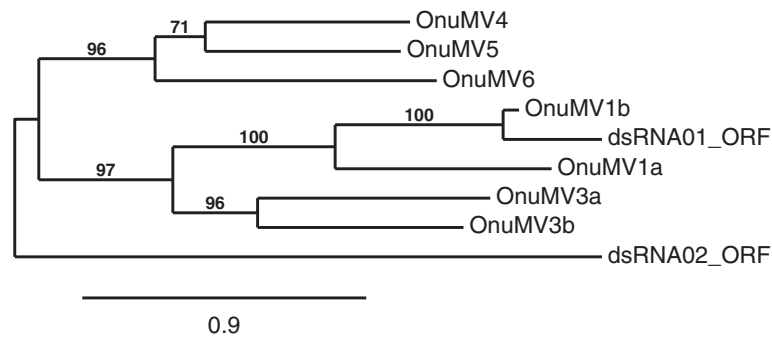 OnuMV4
71
OnuMV5
96
OnuMV6
OnuMV1b
100
dsRNA01_ORF
100
OnuMV1a
97
OnuMV3a
96
OnuMV3b
dsRNA02_ORF
0.9